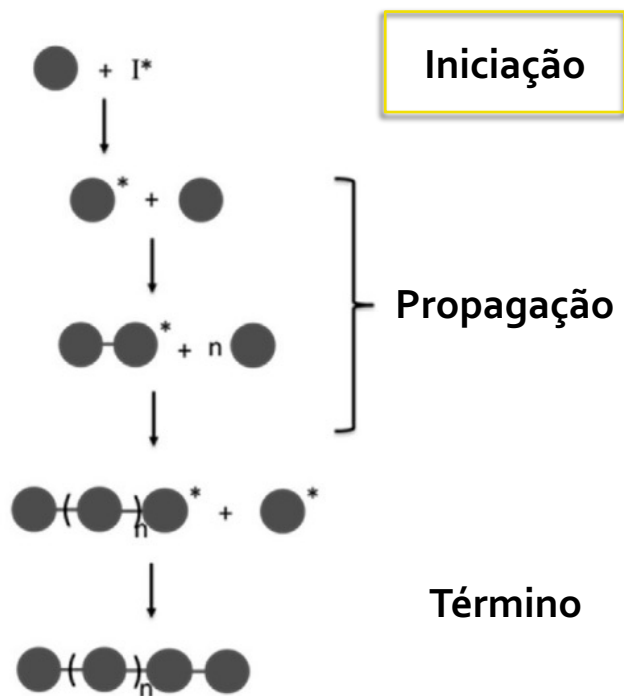 + I*
Iniciação
* +
Propagação
* + n
( ) n * + *
Término
( ) n